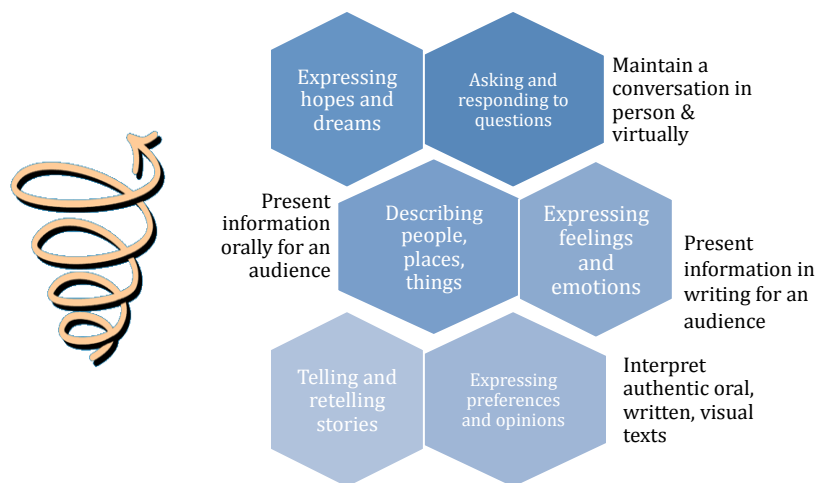 Expressing
hopes and
dreams
Asking and
responding to
questions
Maintain a
conversation in
person &
virtually
Present
information
orally for an
audience
Describing
people,
places,
things
Expressing
feelings
and
emotions
Present
information in
writing for an
audience
Telling and
retelling
stories
Expressing
preferences
and opinions
Interpret
authentic oral,
written, visual
texts